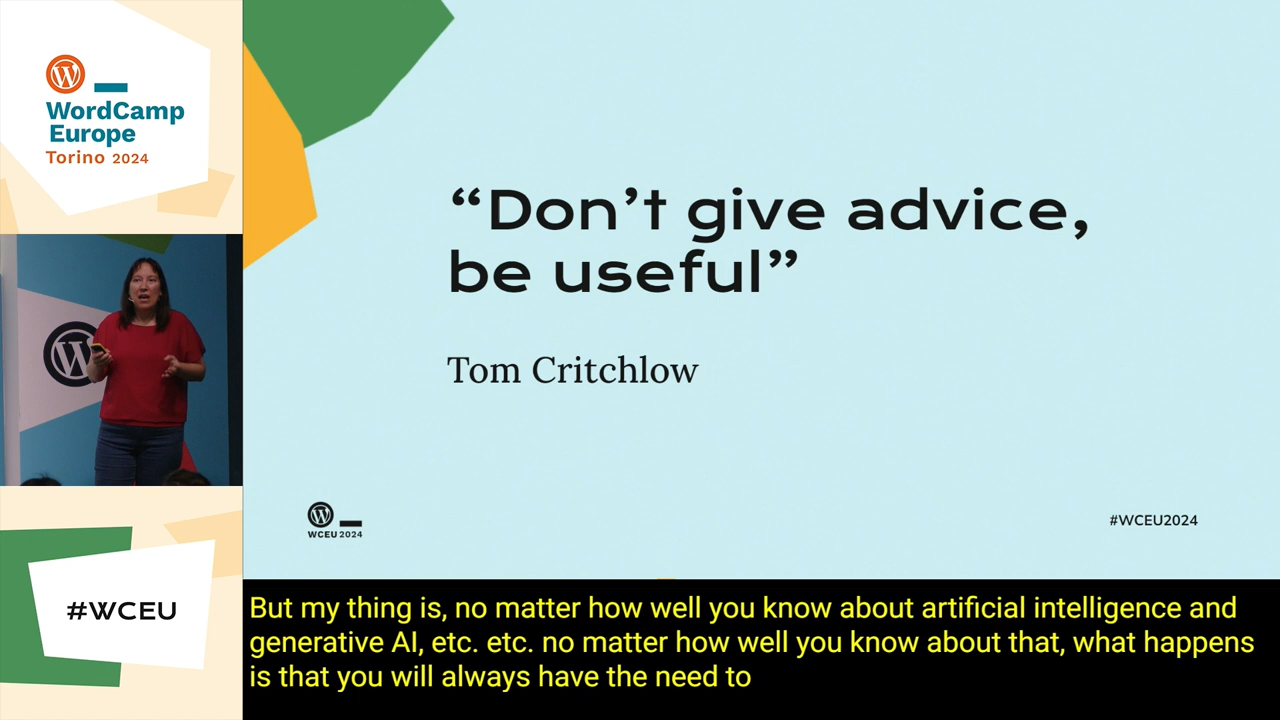 WordCamp
Europe
Torino 2024
“Don’t give advice,
be useful”
Tom Critchlow
WCEU 2024
#WCEU2024
#WCEU
But my thing is, no matter how well you know about artificial intelligence and
generative AI, etc. etc. no matter how well you know about that, what happens
is that you will always have the need to